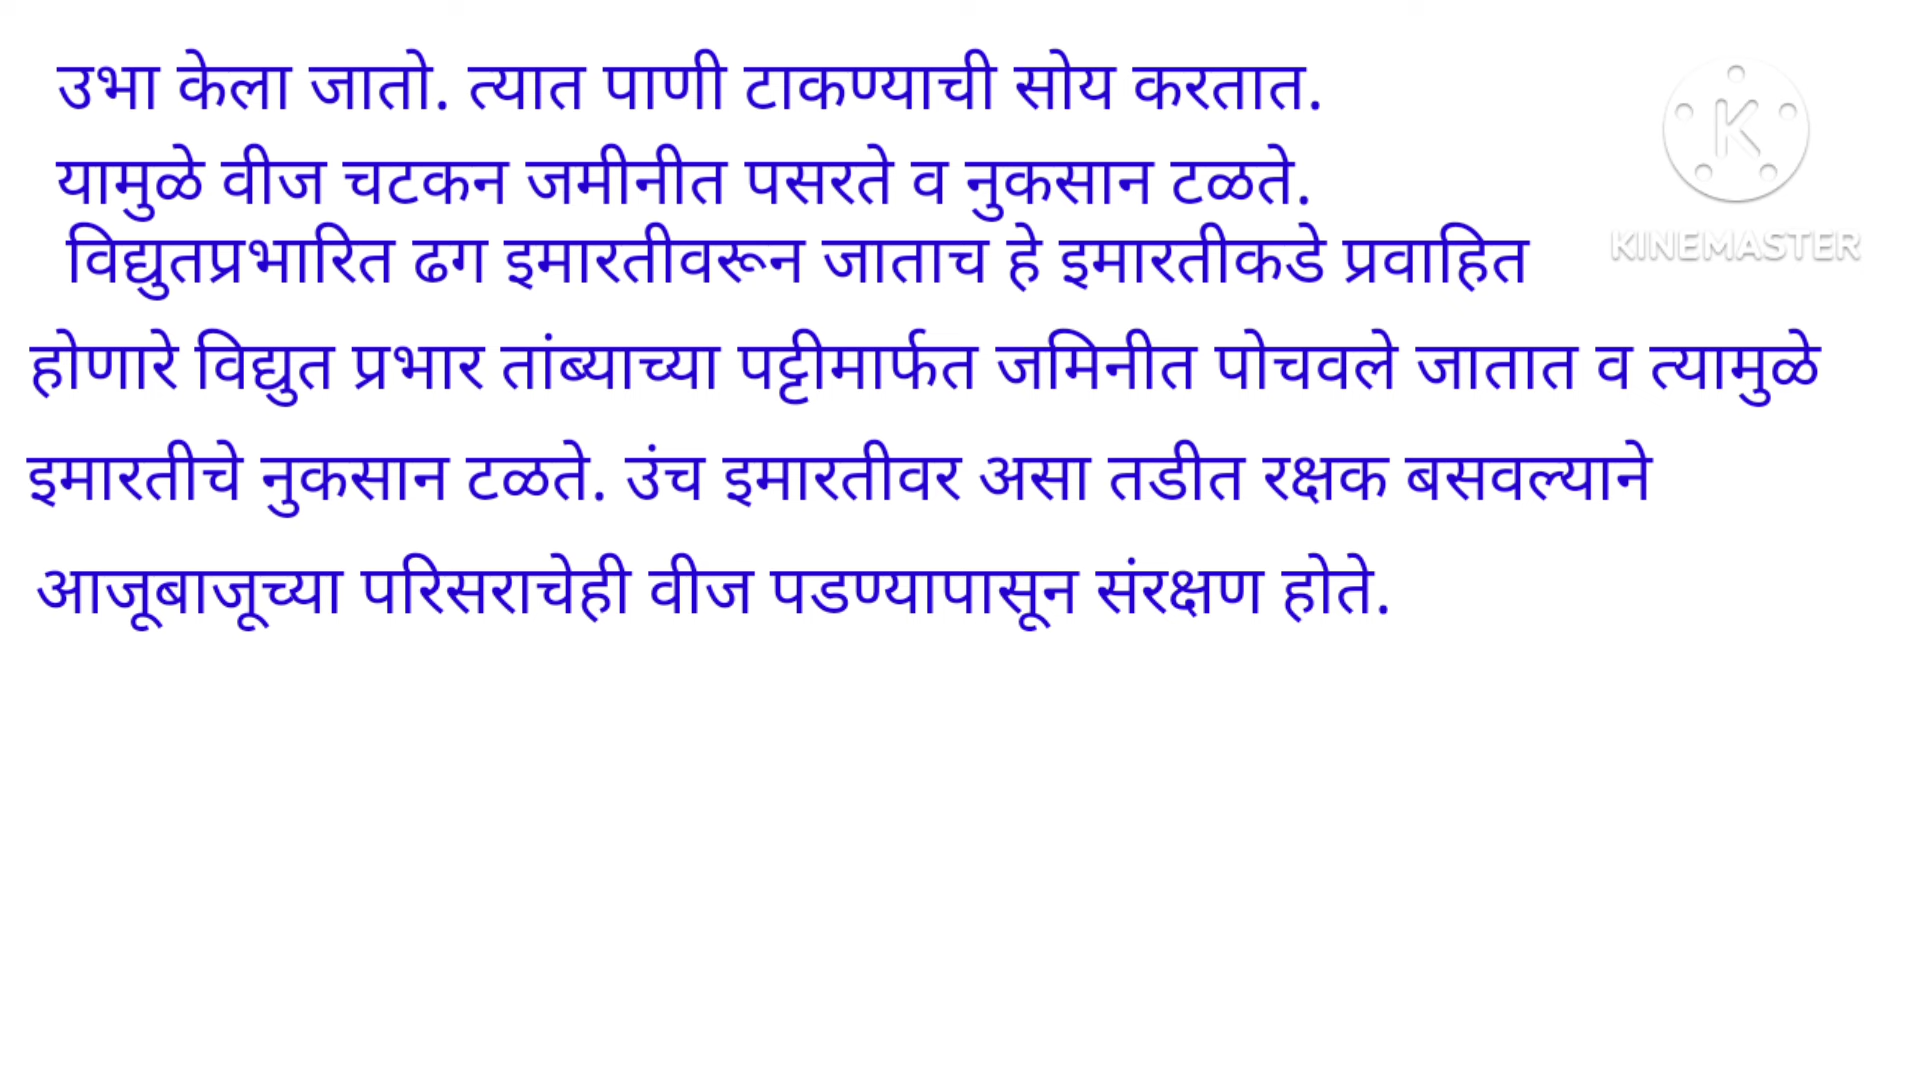 उभा केला जातो. त्यात पाणी टाकण्याची सोय करतात.
यामुळे वीज चटकन जमीनीत पसरते व नुकसान टळते.
विद्युतप्रभारित ढग इमारतीवरून जाताच हे इमारतीकडे प्रवाहित
होणारे विद्युत प्रभार तांब्याच्या पट्टीमार्फत जमिनीत पोचवले जातात व त्यामुळे
इमारतीचे नुकसान टळते. उंच इमारतीवर असा तडीत रक्षक बसवल्याने
आजूबाजूच्या परिसराचेही वीज पडण्यापासून संरक्षण होते.
K
KINEMASTER